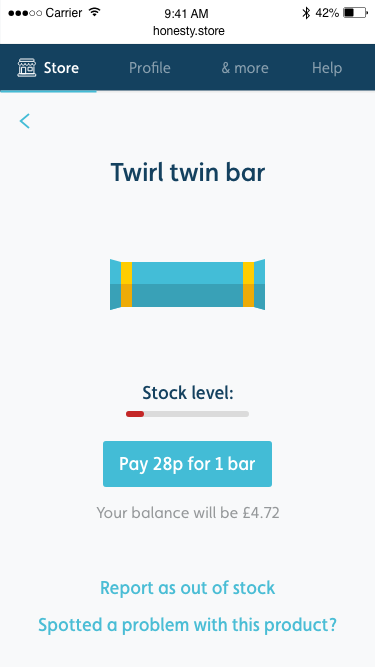 Carrier 9:41 AM 42%
honesty.store
Store Profile & more Help
Twirl twin bar
Stock level:
Pay 28p for 1 bar
Your balance will be £4.72
Report as out of stock
Spotted a problem with this product?